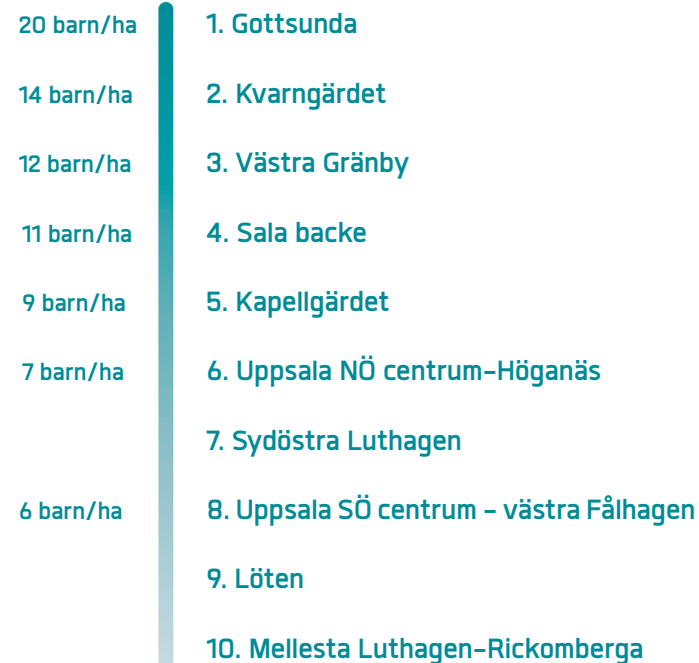 20 barn/ha 1. Gottsunda
14 barn/ha 2. Kvarngärdet
12 barn/ha 3. Västra Gränby
11 barn/ha 4. Sala backe
9 barn/ha 5. Kapellgärdet
7 barn/ha 6. Uppsala NÖ centrum-Höganäs
7. Sydöstra Luthagen
6 barn/ha 8. Uppsala SÖ centrum - västra Fålhagen
9. Löten
10. Mellesta Luthagen-Rickomberga